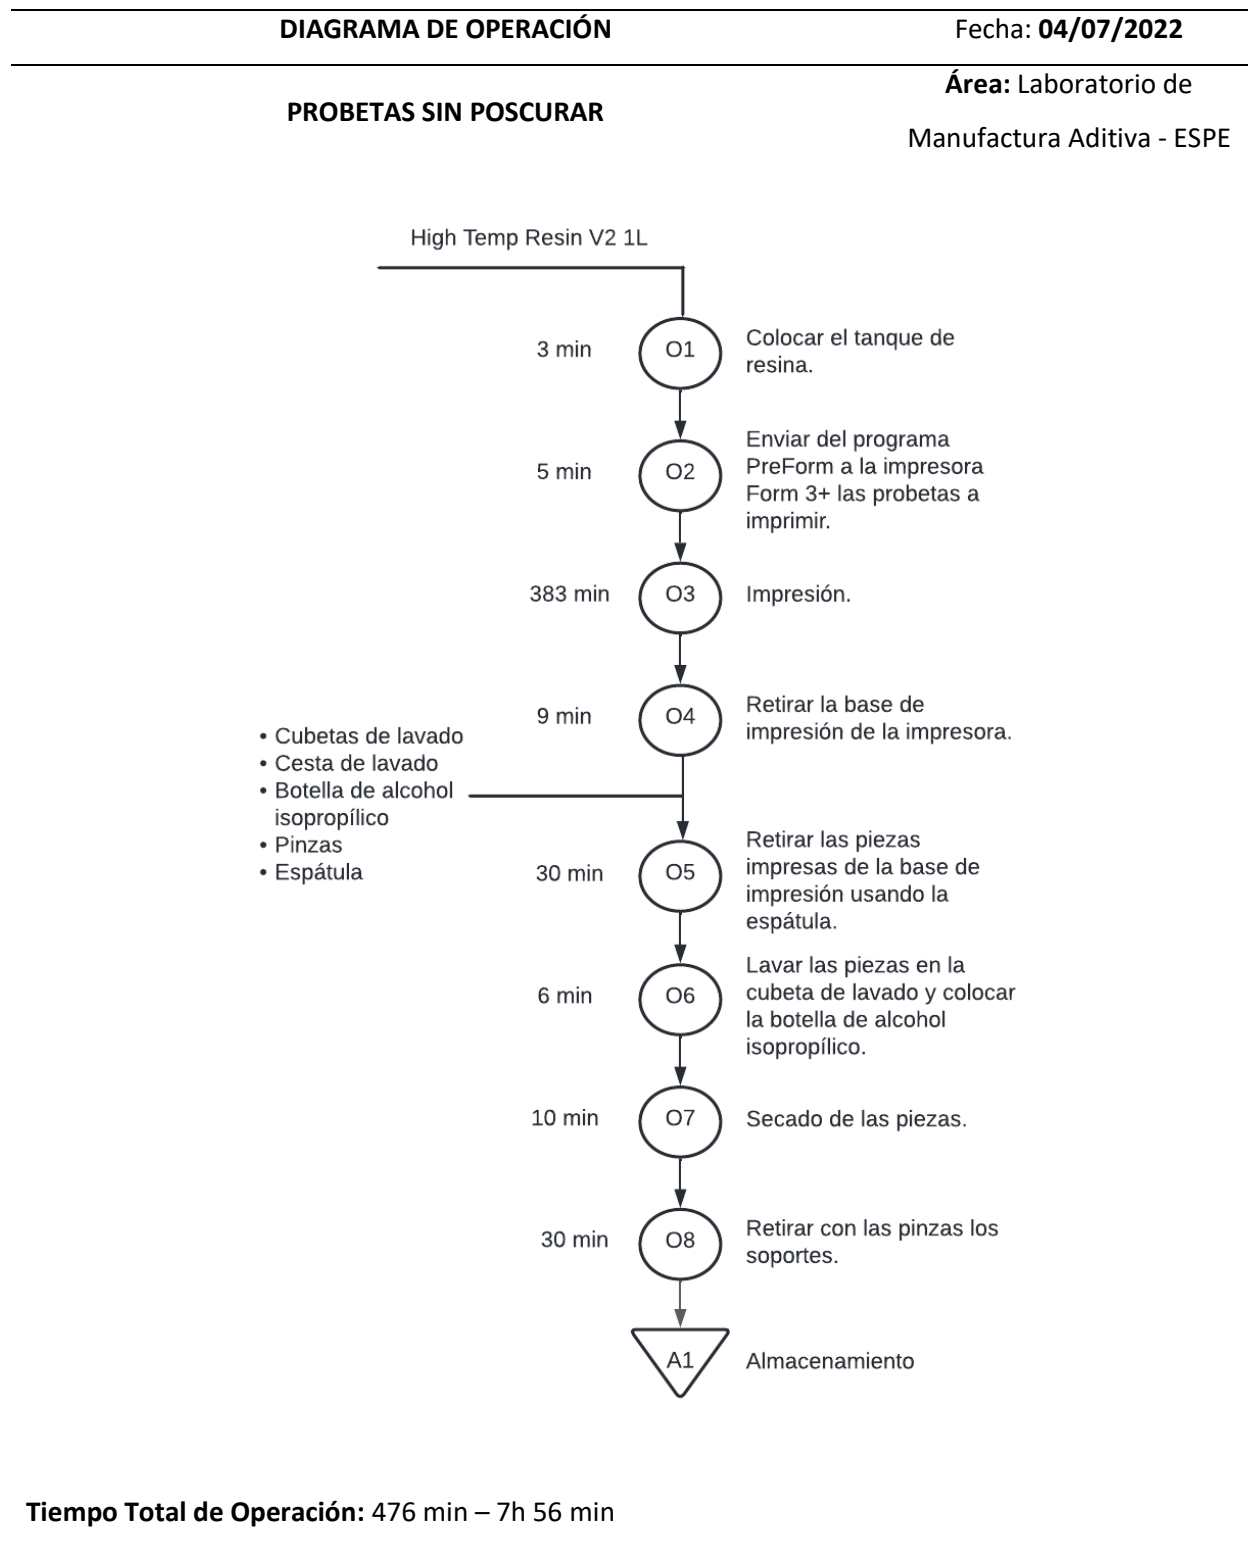 DIAGRAMA DE OPERACIÓN
Fecha: 04/07/2022
PROBETAS SIN POSCURAR
Área: Laboratorio de
Manufactura Aditiva - ESPE
High Temp Resin V2 1L
3 min
O1
Colocar el tanque de
resina.
5 min
O2
Enviar del programa
PreForm a la impresora
Form 3+ las probetas a
imprimir.
383 min
O3
Impresión.
9 min
O4
Retirar la base de
impresión de la impresora.
• Cubetas de lavado
• Cesta de lavado
• Botella de alcohol
isopropílico
• Pinzas
• Espátula
30 min
O5
Retirar las piezas
impresas de la base de
impresión usando la
espátula.
6 min
O6
Lavar las piezas en la
cubeta de lavado y colocar
la botella de alcohol
isopropílico.
10 min
O7
Secado de las piezas.
30 min
O8
Retirar con las pinzas los
soportes.
A1
Almacenamiento
Tiempo Total de Operación: 476 min – 7h 56 min